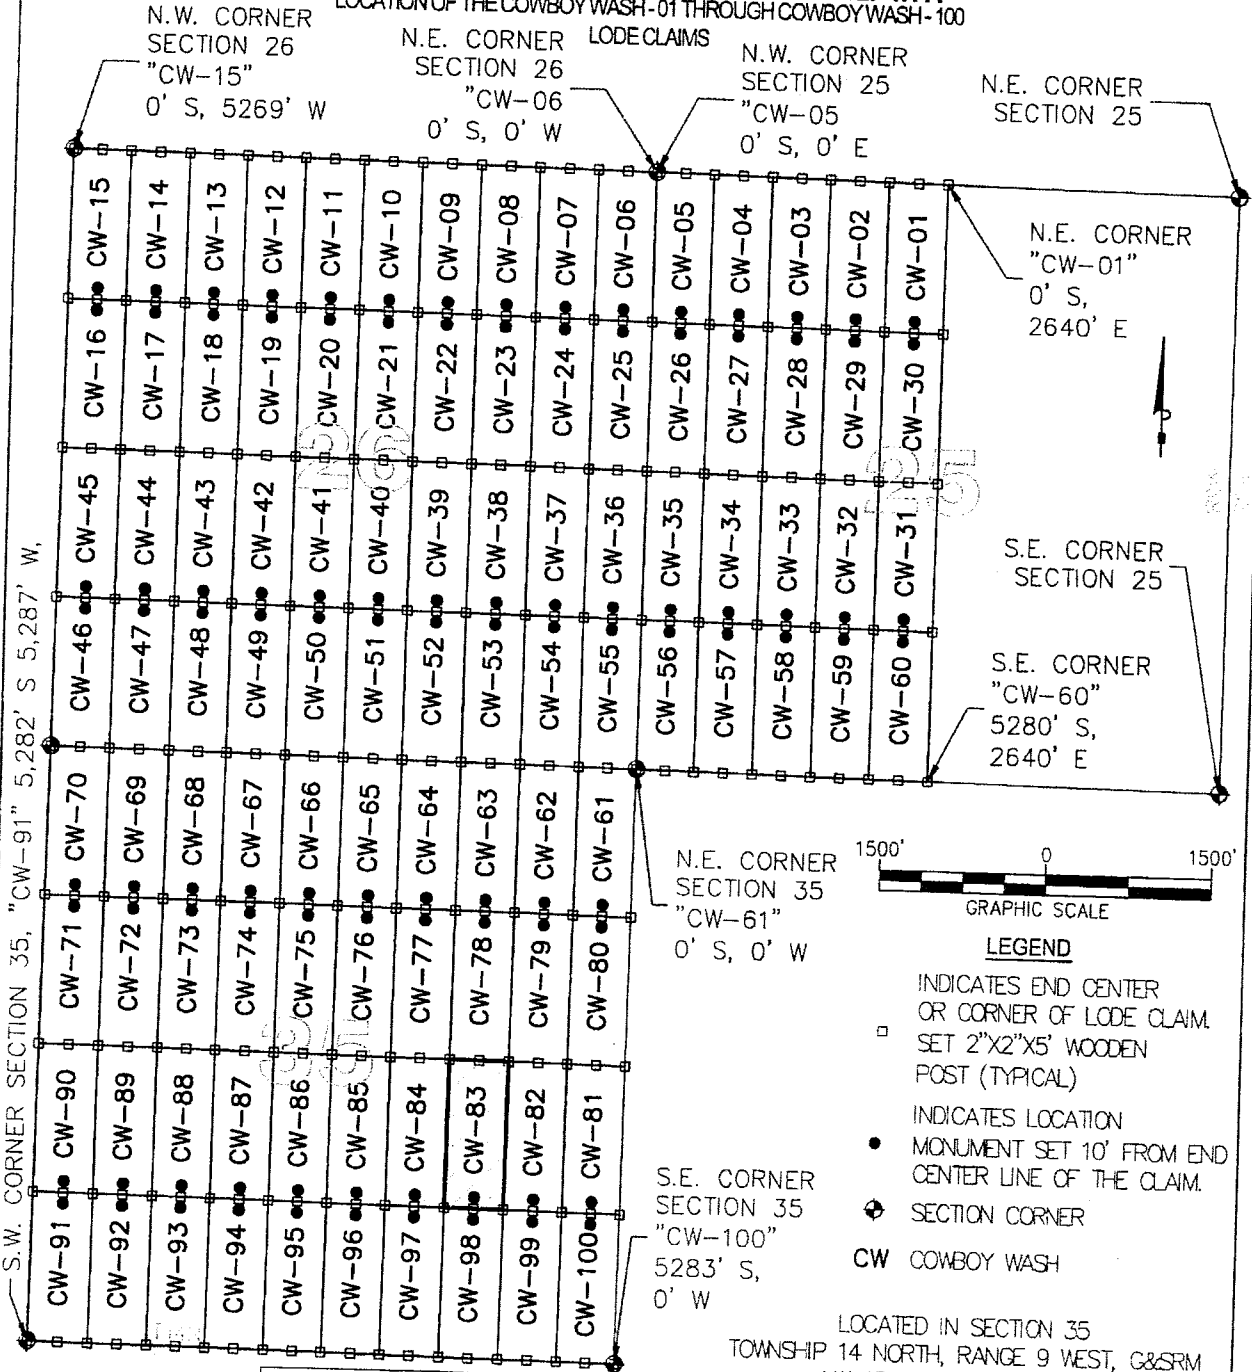 LOCATION OF THE COWBOY WASH-01 THROUGH COWBOY WASH-100
LODE CLAIMS
N.W. CORNER
SECTION 26
"CW-15"
0' S, 5269' W
N.E. CORNER
SECTION 26
"CW-06
0' S, 0' W
N.W. CORNER
SECTION 25
"CW-05
0' S, 0' E
N.E. CORNER
SECTION 25
CW-15 CW-14 CW-13 CW-12 CW-11 CW-10 CW-09 CW-08 CW-07 CW-06 CW-05 CW-04 CW-03 CW-02 CW-01
N.E. CORNER
"CW-01"
0' S,
2640' E
CW-16 CW-17 CW-18 CW-19 CW-20 CW-21 CW-22 CW-23 CW-24 CW-25 CW-26 CW-27 CW-28 CW-29 CW-30
26
25
CW-45 CW-44 CW-43 CW-42 CW-41 CW-40 CW-39 CW-38 CW-37 CW-36 CW-35 CW-34 CW-33 CW-32 CW-31
S.E. CORNER
SECTION 25
CW-46 CW-47 CW-48 CW-49 CW-50 CW-51 CW-52 CW-53 CW-54 CW-55 CW-56 CW-57 CW-58 CW-59 CW-60
S.E. CORNER
"CW-60"
5280' S,
2640' E
CW-70 CW-69 CW-68 CW-67 CW-66 CW-65 CW-64 CW-63 CW-62 CW-61
N.E. CORNER
SECTION 35
"CW-61"
0' S, 0' W
CW-71 CW-72 CW-73 CW-74 CW-75 CW-76 CW-77 CW-78 CW-79 CW-80
35
CW-90 CW-89 CW-88 CW-87 CW-86 CW-85 CW-84 CW-83 CW-82 CW-81
CW-91 CW-92 CW-93 CW-94 CW-95 CW-96 CW-97 CW-98 CW-99 CW-100
S.E. CORNER
SECTION 35
"CW-100"
5283' S,
0' W
S.W. CORNER SECTION 35, "CW-91" 5,282' S 5,287' W,
1500' 0 1500'
GRAPHIC SCALE
LEGEND
INDICATES END CENTER
OR CORNER OF LODE CLAIM.
SET 2"X2"X5' WOODEN
POST (TYPICAL)
INDICATES LOCATION
MONUMENT SET 10' FROM END
CENTER LINE OF THE CLAIM.
SECTION CORNER
CW COWBOY WASH
LOCATED IN SECTION 35
TOWNSHIP 14 NORTH, RANGE 9 WEST, G&SRM